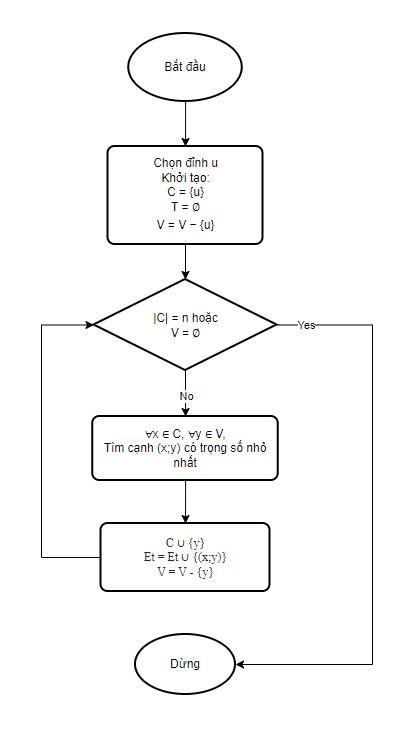 Bắt đầu
Chọn đỉnh u
Khởi tạo:
C = {u}
T = ∅
V = V − {u}
|C| = n hoặc
V = ∅
Yes
No
∀x ∈ C, ∀y ∈ V,
Tìm cạnh (x;y) có trọng số nhỏ
nhất
C ∪ {y}
Et = Et ∪ {(x;y)}
V = V - {y}
Dừng